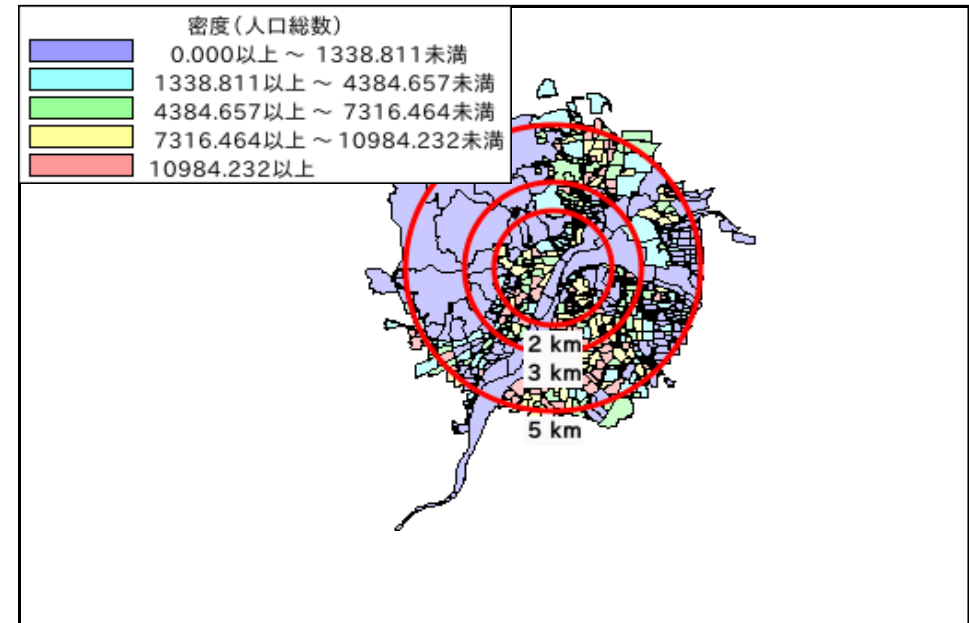 密度(人口総数)
0.000以上 ～ 1338.811未満
1338.811以上 ～ 4384.657未満
4384.657以上 ～ 7316.464未満
7316.464以上 ～ 10984.232未満
10984.232以上
2 km
3 km
5 km